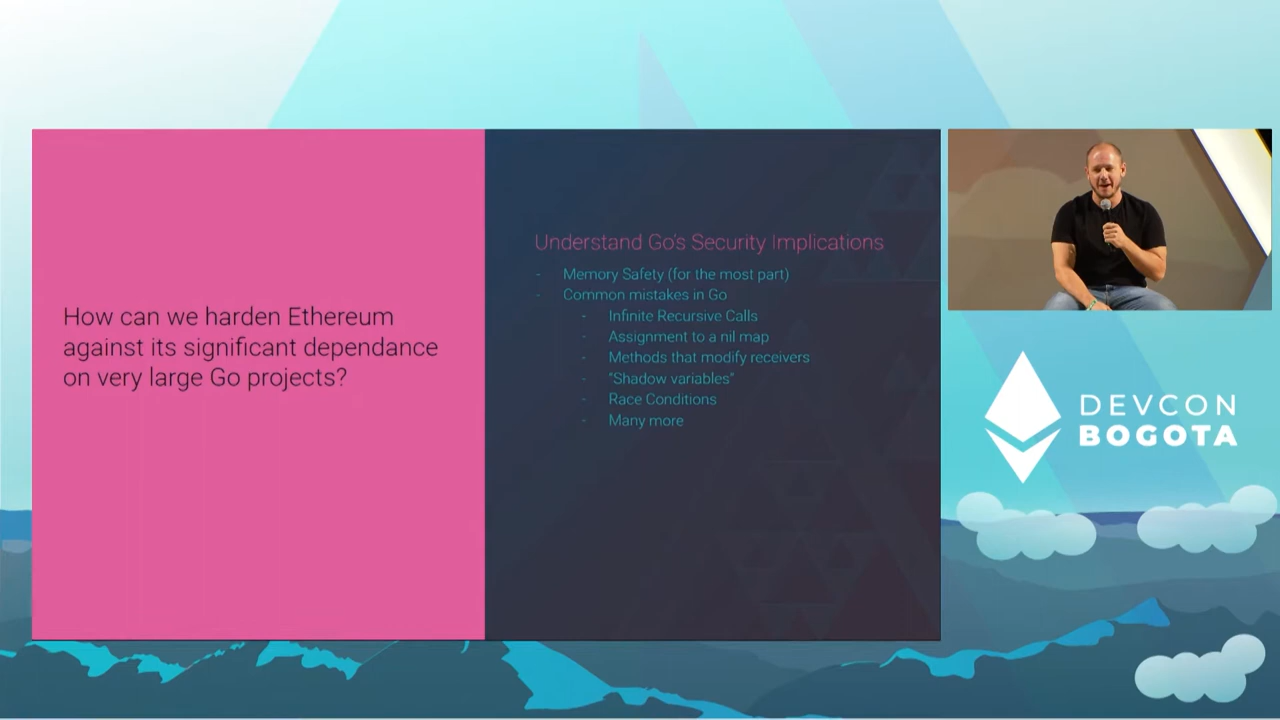 How can we harden Ethereum
against its significant dependance
on very large Go projects?
Understand Go's Security Implications
- Memory Safety (for the most part)
- Common mistakes in Go
- Infinite Recursive Calls
- Assignment to a nil map
- Methods that modify receivers
- "Shadow variables"
- Race Conditions
- Many more
DEVCON
BOGOTA